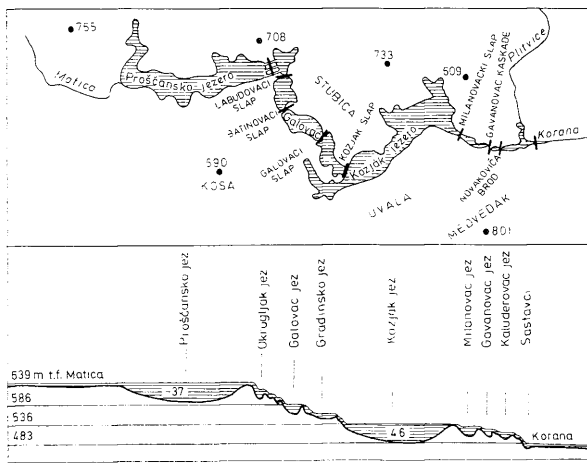 755
708
733
509
Matica
Prošćansko jezero
LABUDOVAČKI SLAP
STUBICA
MILANOVAČKI SLAP
GAVANOVAC KASKADE
Plitvice
BATINOVAČKI SLAP
Galovac
KOZJAK SLAP
Kozjak jezero
Korana
GALOVAČKI SLAP
590
KOSA
NOVAKOVIĆA BROD
UVALA
MEDVEDAK
801
Prošćansko jez
Okrugljak jez
Galovac jez
Gradinsko jez
Kozjak jez
Milanovac jez
Gavanovac jez
Kaluđerovac jez
Sastavci
639 m t.f. Matica
37
586
536
46
483
Korana